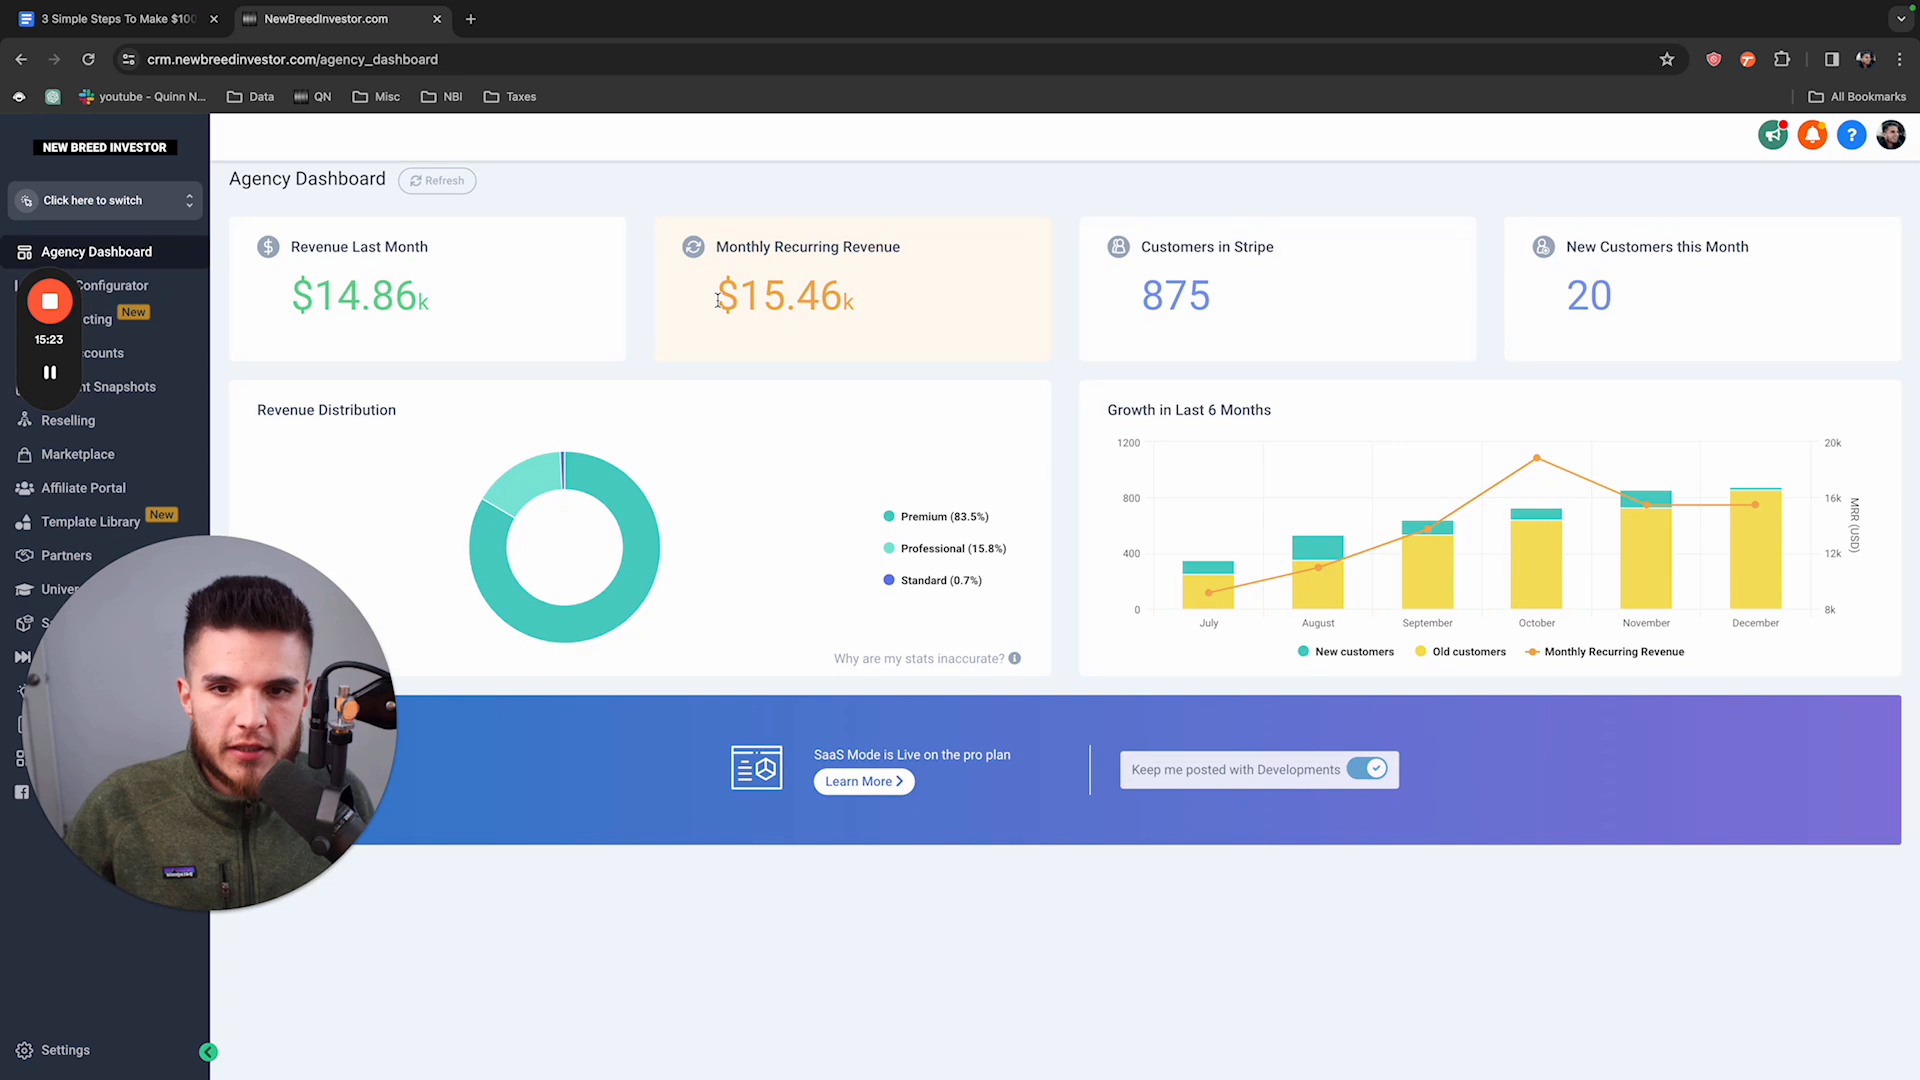 3 Simple Steps To Make $100
NewBreedInvestor.com
crm.newbreedinvestor.com/agency_dashboard
youtube - Quinn N...
Data
QN
Misc
NBI
Taxes
All Bookmarks
NEW BREED INVESTOR
Click here to switch
Agency Dashboard
Configurator
cting
New
counts
nt Snapshots
Reselling
Marketplace
Affiliate Portal
Template Library
New
Partners
Univer
15:23
Settings
Agency Dashboard
Refresh
Revenue Last Month
$14.86k
Monthly Recurring Revenue
$15.46k
Customers in Stripe
875
New Customers this Month
20
Revenue Distribution
Premium (83.5%)
Professional (15.8%)
Standard (0.7%)
Why are my stats inaccurate?
Growth in Last 6 Months
1200
800
400
0
20k
16k
12k
8k
MRR (USD)
July
August
September
October
November
December
New customers
Old customers
Monthly Recurring Revenue
SaaS Mode is Live on the pro plan
Learn More
Keep me posted with Developments